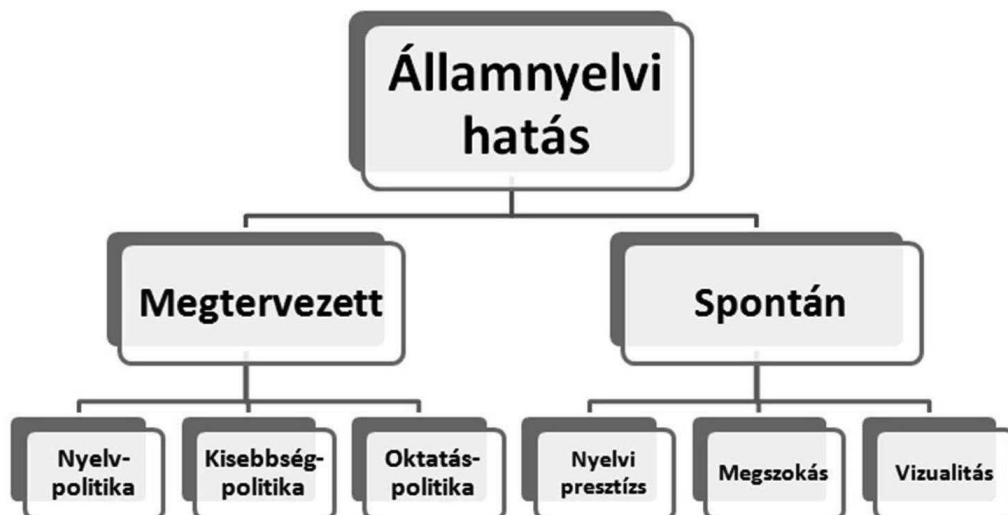 Államnyelvi
hatás
Megtervezett
Spontán
Nyelv-
politika
Kisebbség-
politika
Oktatás-
politika
Nyelvi
presztízs
Megszokás
Vizualitás